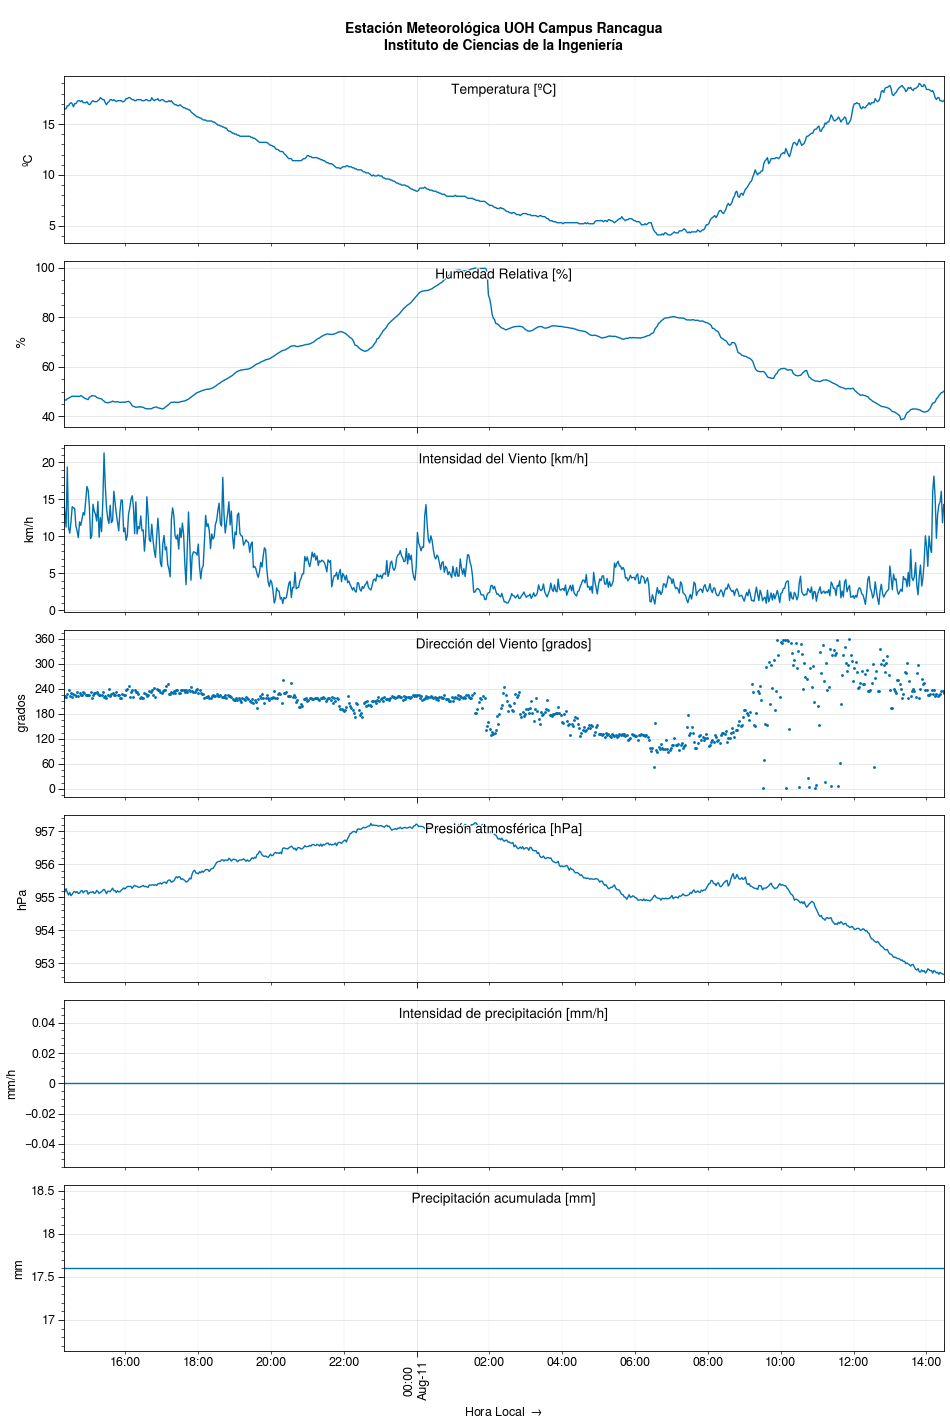 Estación Meteorológica UOH Campus Rancagua
Instituto de Ciencias de la Ingeniería
Temperatura [ºC]
ºC
15
10
5
Humedad Relativa [%]
%
100
80
60
40
Intensidad del Viento [km/h]
km/h
20
15
10
5
0
Dirección del Viento [grados]
grados
360
300
240
180
120
60
0
Presión atmosférica [hPa]
hPa
957
956
955
954
953
Intensidad de precipitación [mm/h]
mm/h
0.04
0.02
0
−0.02
−0.04
Precipitación acumulada [mm]
mm
18.5
18
17.5
17
16:00 18:00 20:00 22:00 00:00 02:00 04:00 06:00 08:00 10:00 12:00 14:00
Aug-11
Hora Local →